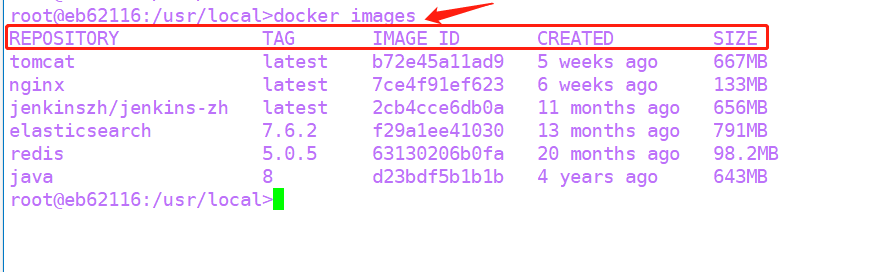 root@eb62116:/usr/local>docker images
REPOSITORY TAG IMAGE ID CREATED SIZE
tomcat latest b72e45a11ad9 5 weeks ago 667MB
nginx latest 7ce4f91ef623 6 weeks ago 133MB
jenkinszh/jenkins-zh latest 2cb4cce6db0a 11 months ago 656MB
elasticsearch 7.6.2 f29a1ee41030 13 months ago 791MB
redis 5.0.5 63130206b0fa 20 months ago 98.2MB
java 8 d23bdf5b1b1b 4 years ago 643MB
root@eb62116:/usr/local>